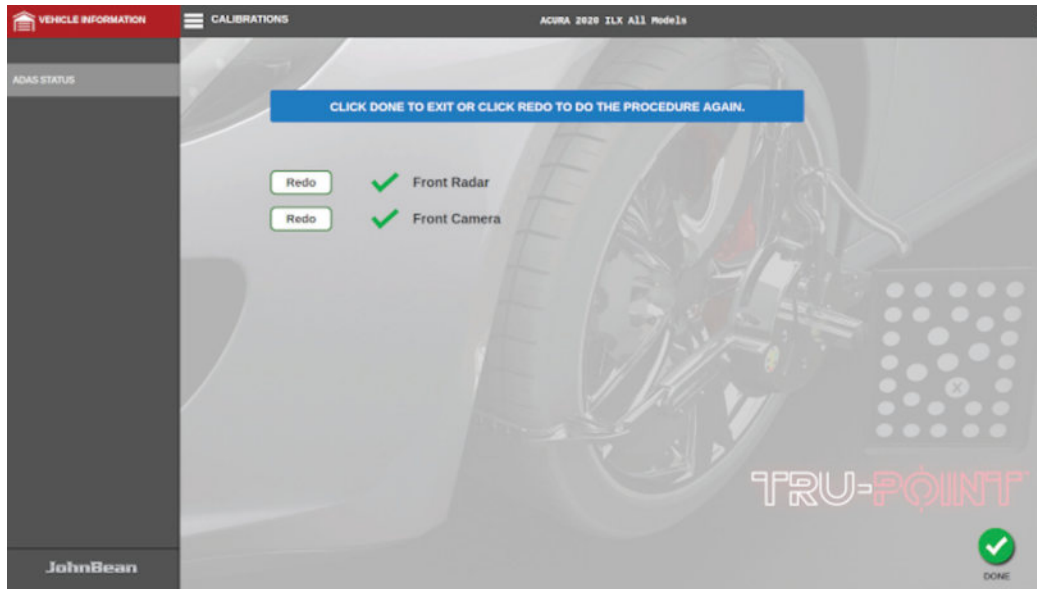 VEHICLE INFORMATION
CALIBRATIONS
ACURA 2020 ILX All Models
ADAS STATUS
CLICK DONE TO EXIT OR CLICK REDO TO DO THE PROCEDURE AGAIN.
Redo Front Radar
Redo Front Camera
X
TRU-POINT
JohnBean
DONE